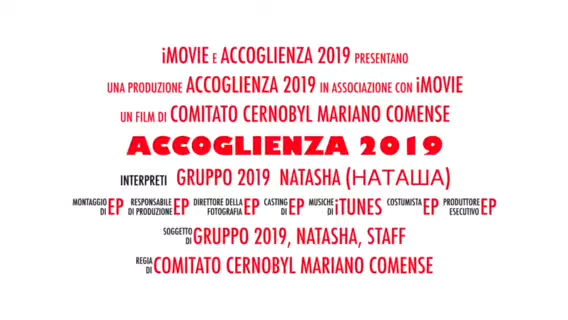 iMOVIE E ACCOGLIENZA 2019 PRESENTANO
UNA PRODUZIONE ACCOGLIENZA 2019 IN ASSOCIAZIONE CON iMOVIE
UN FILM DI COMITATO CERNOBYL MARIANO COMENSE
ACCOGLIENZA 2019
INTERPRETI GRUPPO 2019 NATASHA (НАТАША)
MONTAGGIO DI EP RESPONSABILE DI PRODUZIONE EP DIRETTORE DELLA FOTOGRAFIA EP CASTING DI EP MUSICHE DI iTUNES COSTUMISTA EP PRODUTTORE ESECUTIVO EP
SOGGETTO DI GRUPPO 2019, NATASHA, STAFF
REGIA DI COMITATO CERNOBYL MARIANO COMENSE